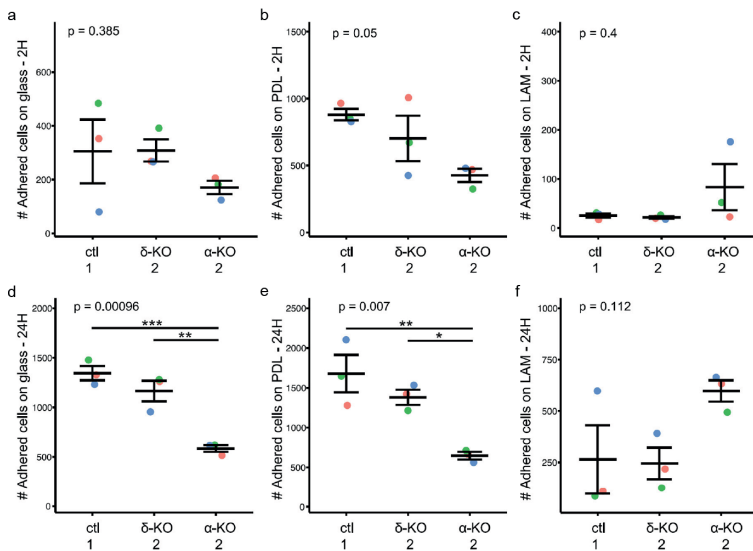 a
p = 0.385
# Adhered cells on glass - 2H
600
400
200
0
ctl δ-KO α-KO
1 2 2
b
p = 0.05
# Adhered cells on PDL - 2H
1500
1000
500
0
ctl δ-KO α-KO
1 2 2
c
p = 0.4
# Adhered cells on LAM - 2H
400
300
200
100
0
ctl δ-KO α-KO
1 2 2
d
p = 0.00096
# Adhered cells on glass - 24H
2000
1500
1000
500
0
***
**
ctl δ-KO α-KO
1 2 2
e
p = 0.007
# Adhered cells on PDL - 24H
2000
1500
1000
500
0
**
*
ctl δ-KO α-KO
1 2 2
f
p = 0.112
# Adhered cells on LAM - 24H
1000
750
500
250
ctl δ-KO α-KO
1 2 2